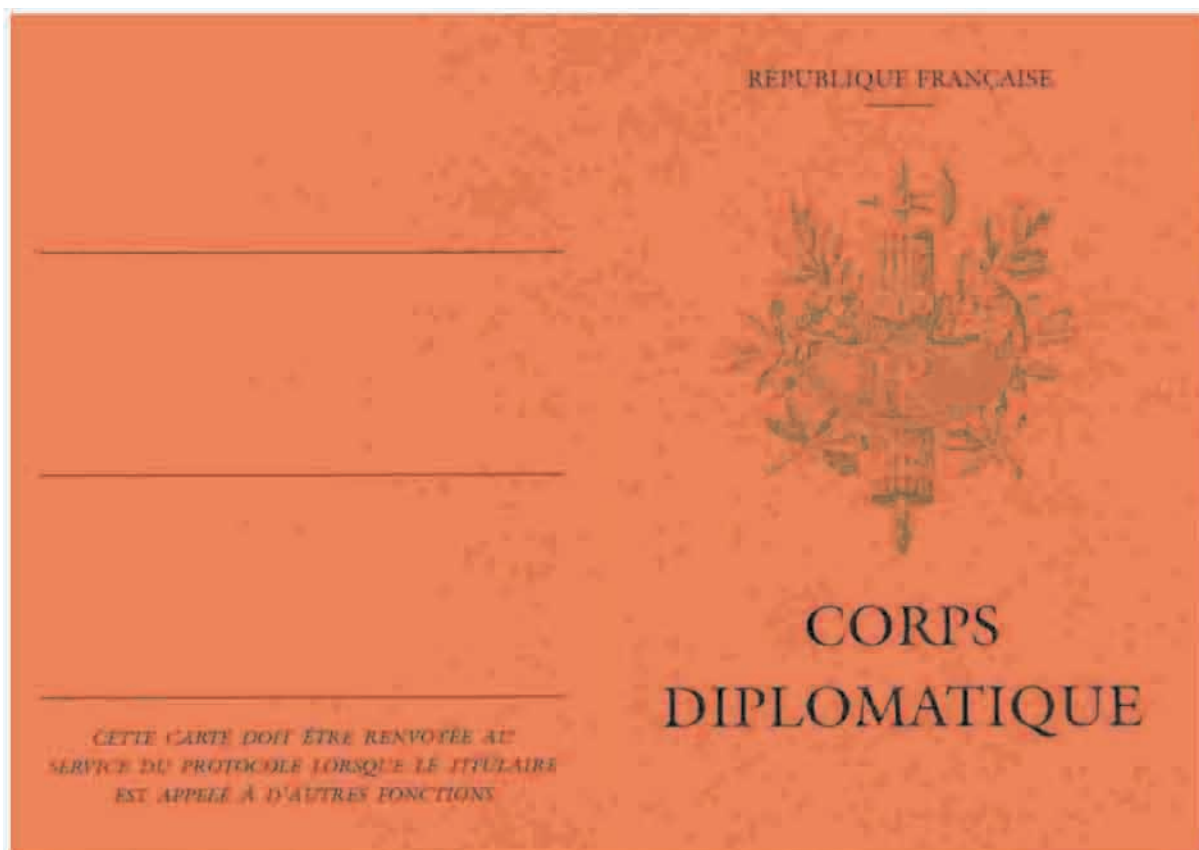 CETTE CARTE DOIT ÊTRE RENVOYÉE AU
SERVICE DU PROTOCOLE LORSQUE LE TITULAIRE
EST APPELÉ À D'AUTRES FONCTIONS
RÉPUBLIQUE FRANÇAISE
RF
CORPS
DIPLOMATIQUE